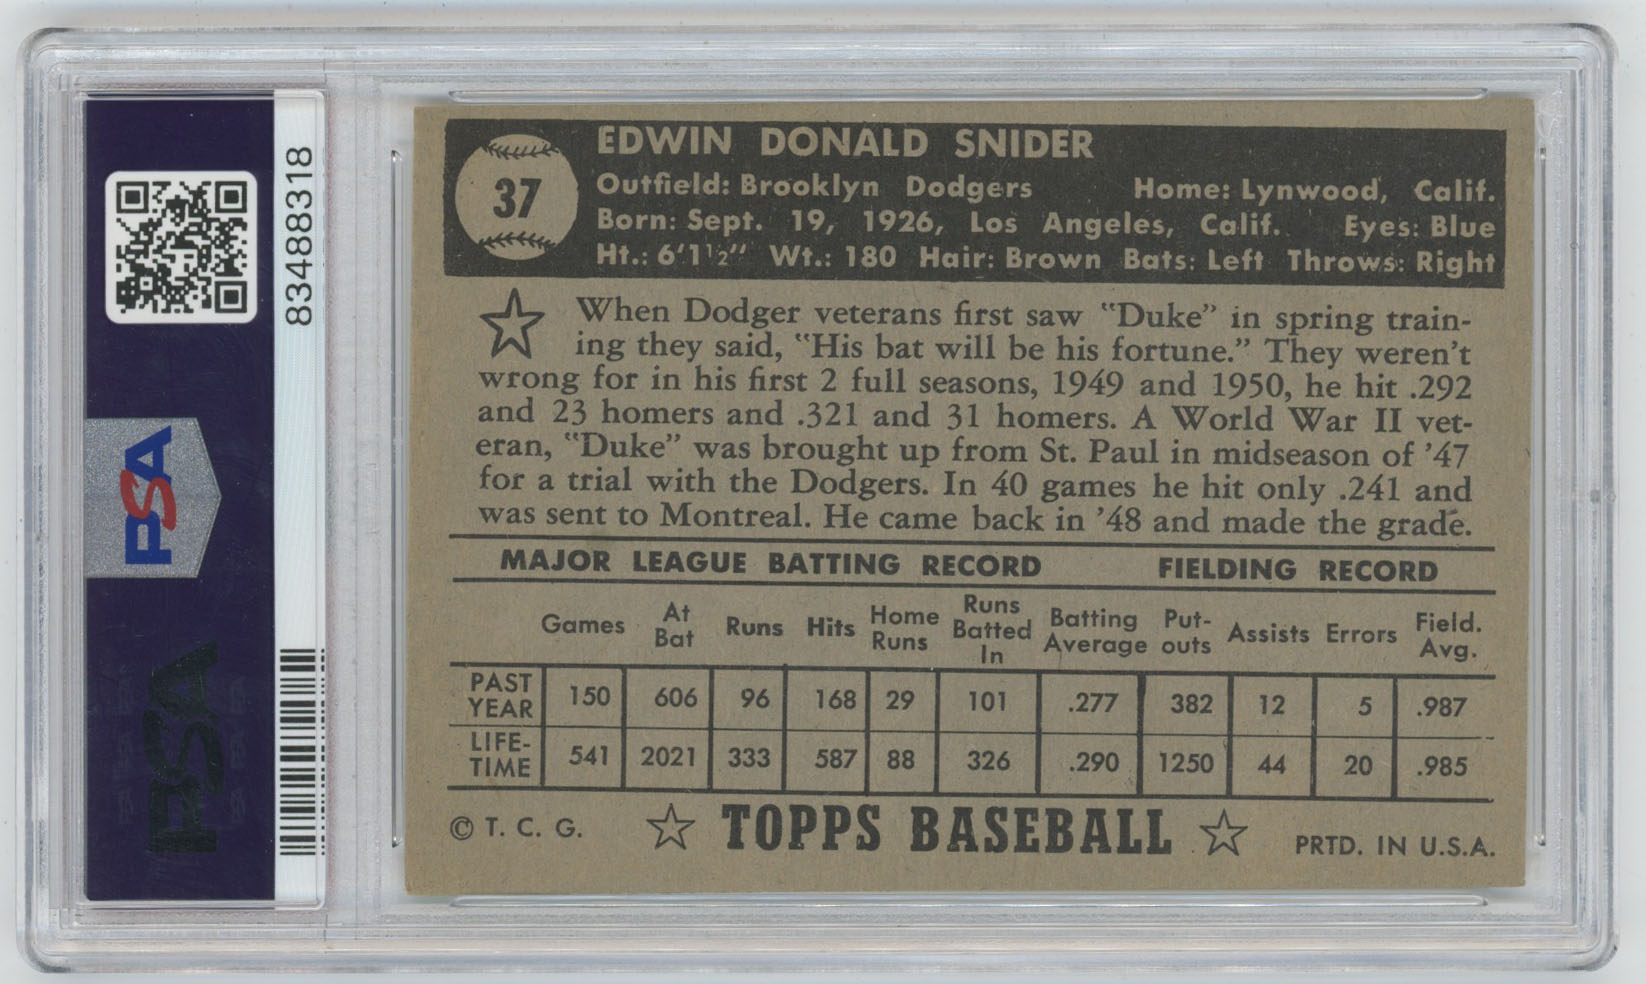 83488318
PSA
PSA
37
EDWIN DONALD SNIDER
Outfield: Brooklyn Dodgers Home: Lynwood, Calif.
Born: Sept. 19, 1926, Los Angeles, Calif. Eyes: Blue
Ht.: 6'1½" Wt.: 180 Hair: Brown Bats: Left Throws: Right
When Dodger veterans first saw "Duke" in spring train-
ing they said, "His bat will be his fortune." They weren't
wrong for in his first 2 full seasons, 1949 and 1950, he hit .292
and 23 homers and .321 and 31 homers. A World War II vet-
eran, "Duke" was brought up from St. Paul in midseason of '47
for a trial with the Dodgers. In 40 games he hit only .241 and
was sent to Montreal. He came back in '48 and made the grade.
MAJOR LEAGUE BATTING RECORD FIELDING RECORD
Games At Bat Runs Hits Home Runs Runs Batted In Batting Average Put-outs Assists Errors Field. Avg.
PAST YEAR 150 606 96 168 29 101 .277 382 12 5 .987
LIFE-TIME 541 2021 333 587 88 326 .290 1250 44 20 .985
© T. C. G. TOPPS BASEBALL PRTD. IN U.S.A.